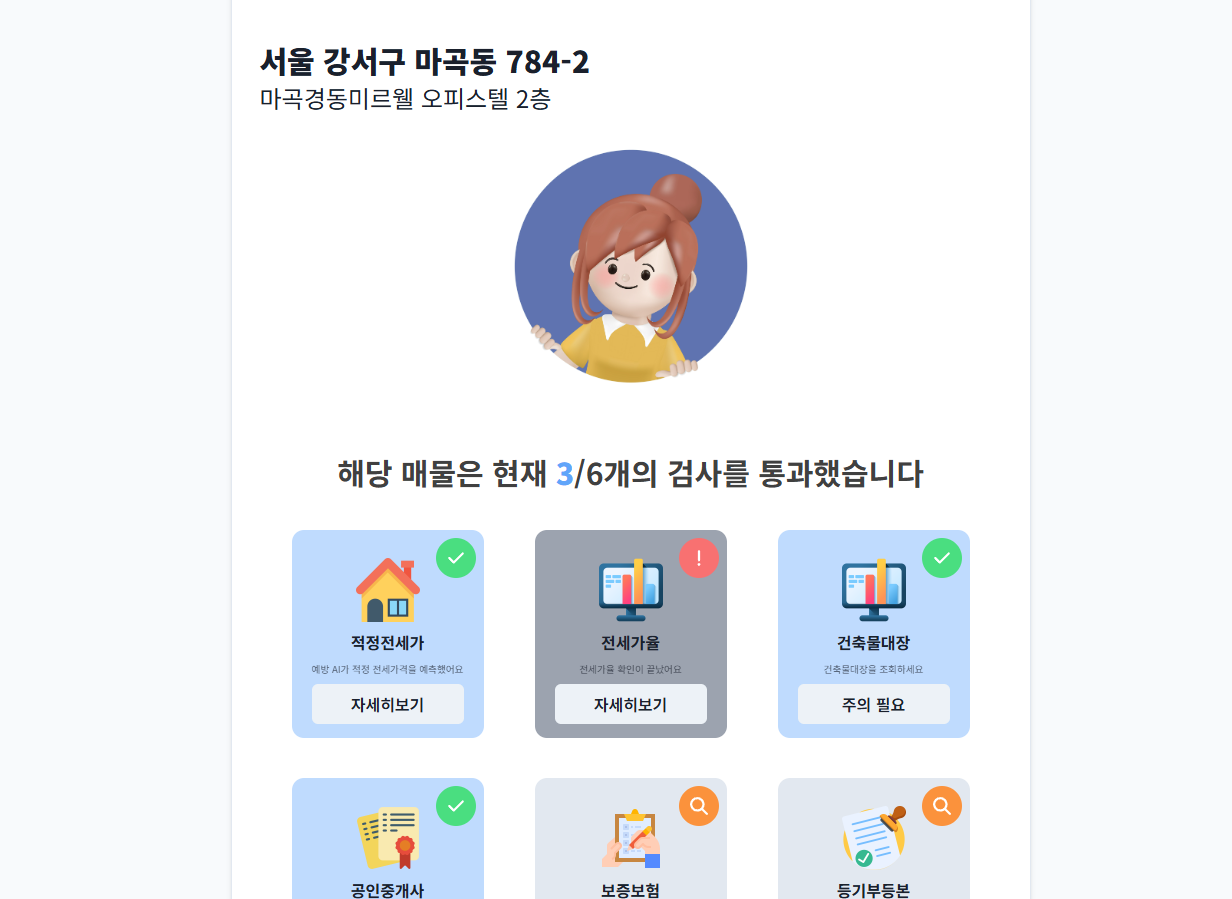 서울 강서구 마곡동 784-2
마곡경동미르웰 오피스텔 2층
해당 매물은 현재 3/6개의 검사를 통과했습니다
적정전세가
예방 AI가 적정 전세가격을 예측했어요
자세히보기
전세가율
전세가율 확인이 끝났어요
자세히보기
건축물대장
건축물대장을 조회하세요
주의 필요
공인중개사
보증보험
등기부등본